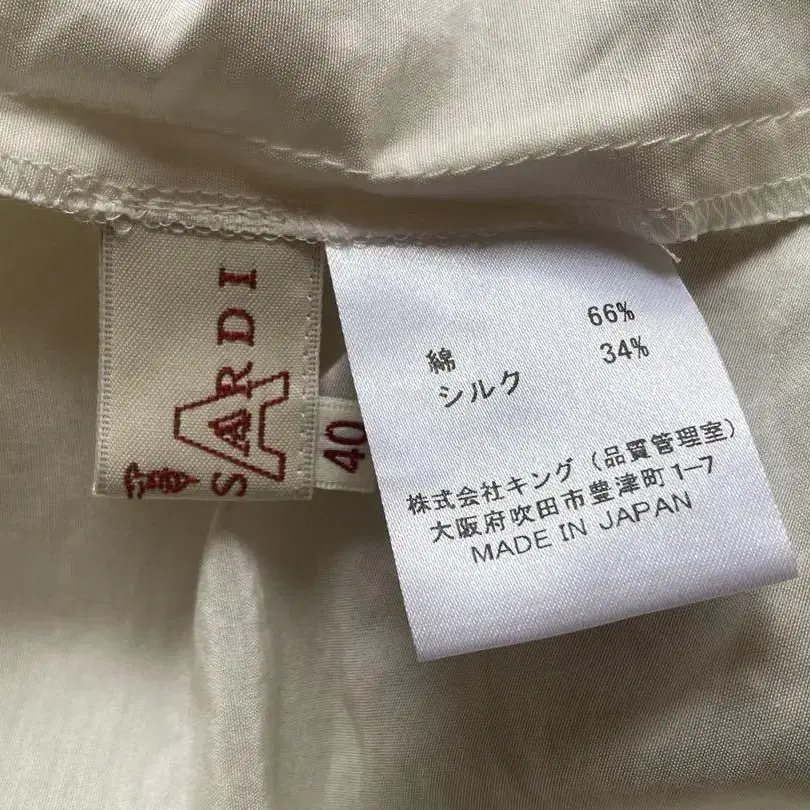 SARDI
A
40
綿 66%
シルク 34%
株式会社キング（品質管理室）
大阪府吹田市豊津町1-7
MADE IN JAPAN